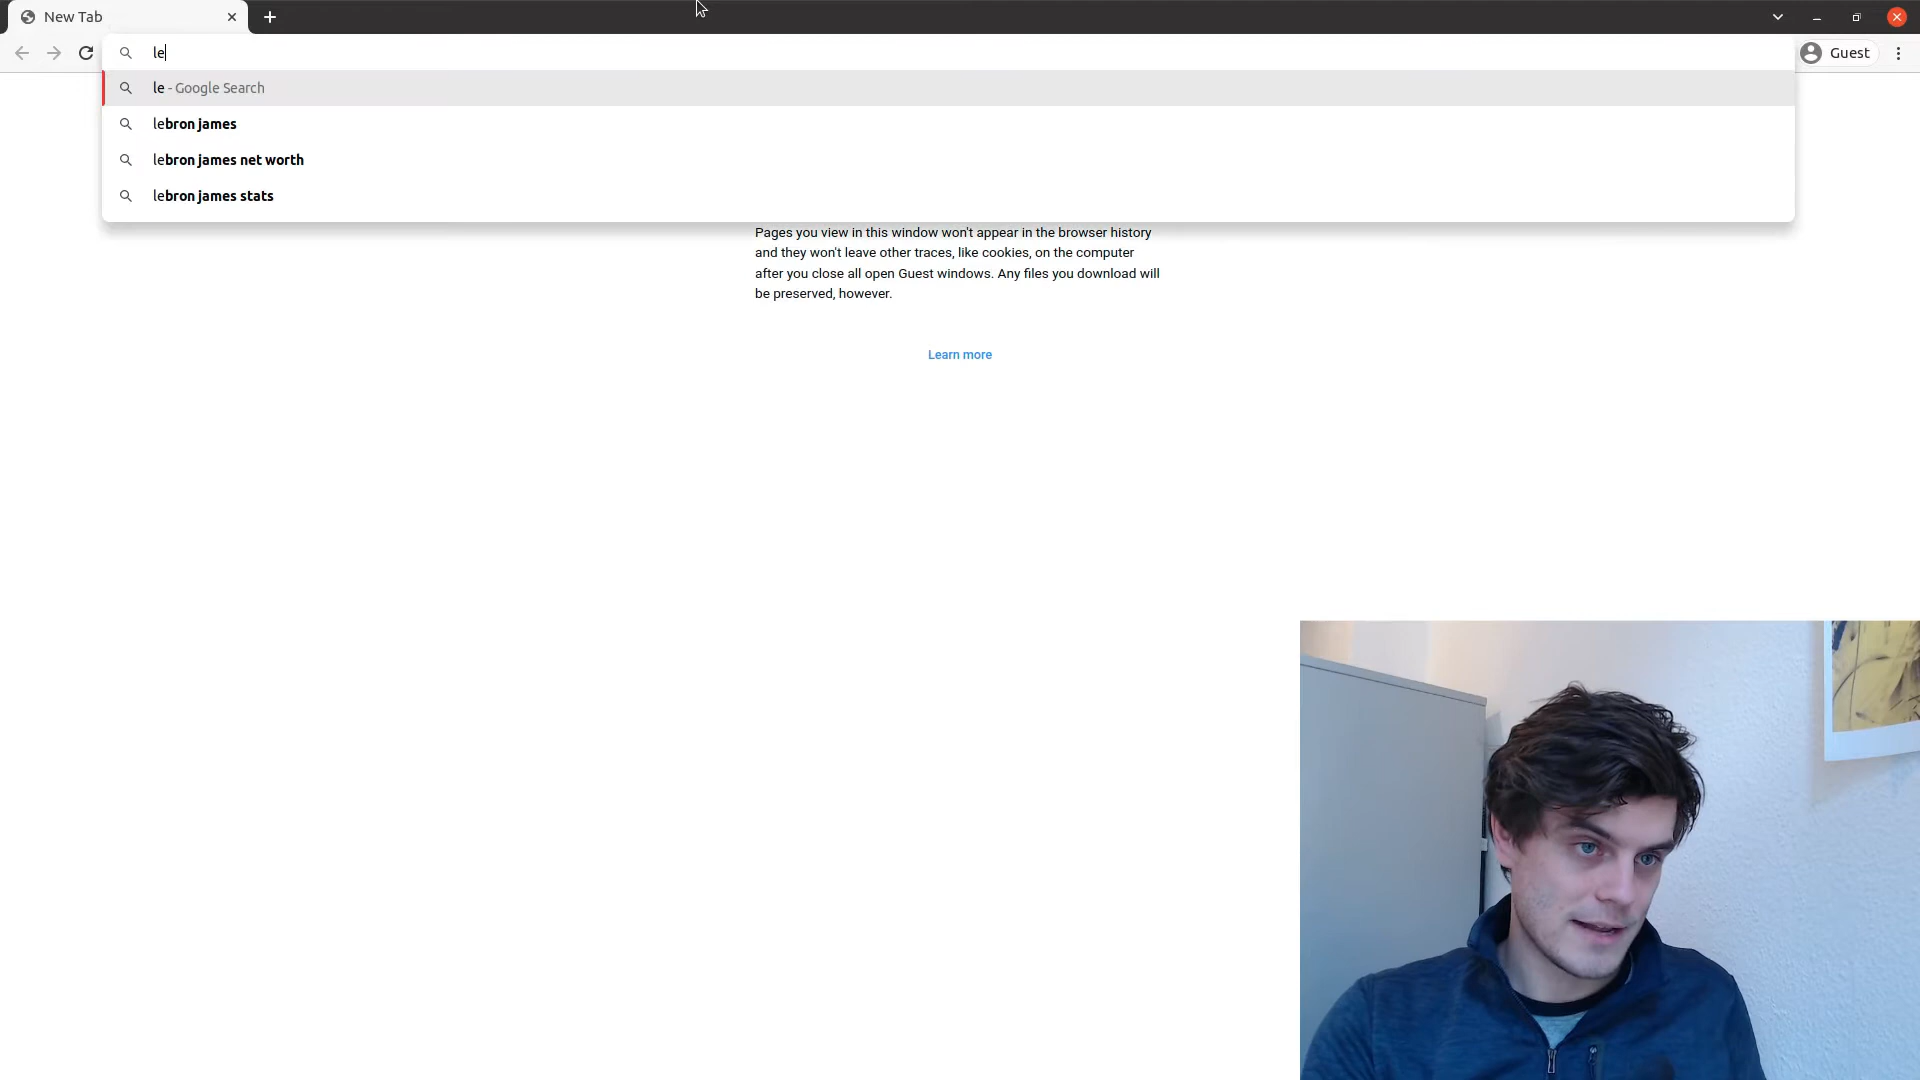 New Tab
Guest
le
le - Google Search
lebron james
lebron james net worth
lebron james stats
Pages you view in this window won't appear in the browser history
and they won't leave other traces, like cookies, on the computer
after you close all open Guest windows. Any files you download will
be preserved, however.
Learn more